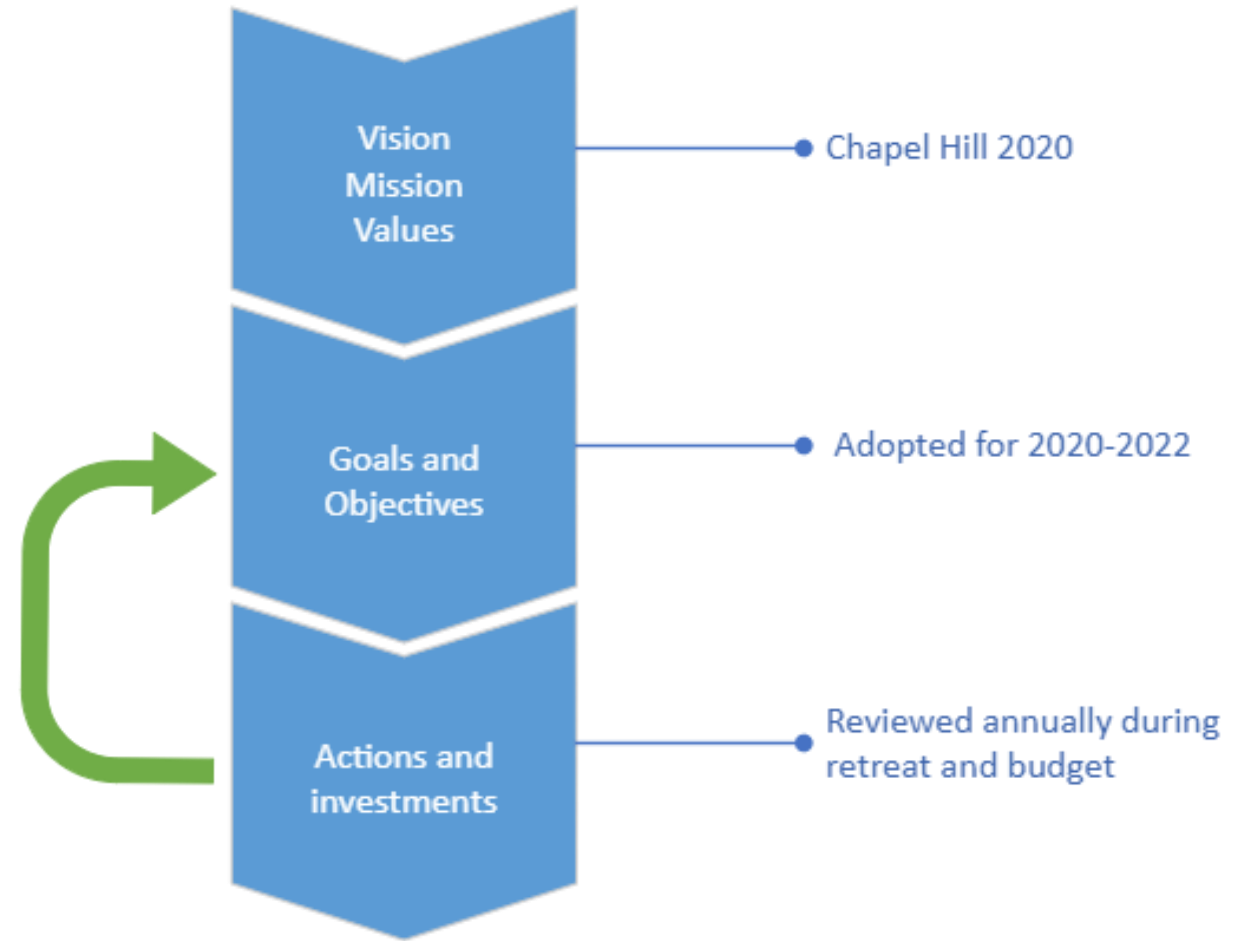 Vision
Mission
Values
Chapel Hill 2020
Goals and
Objectives
Adopted for 2020-2022
Actions and
investments
Reviewed annually during
retreat and budget